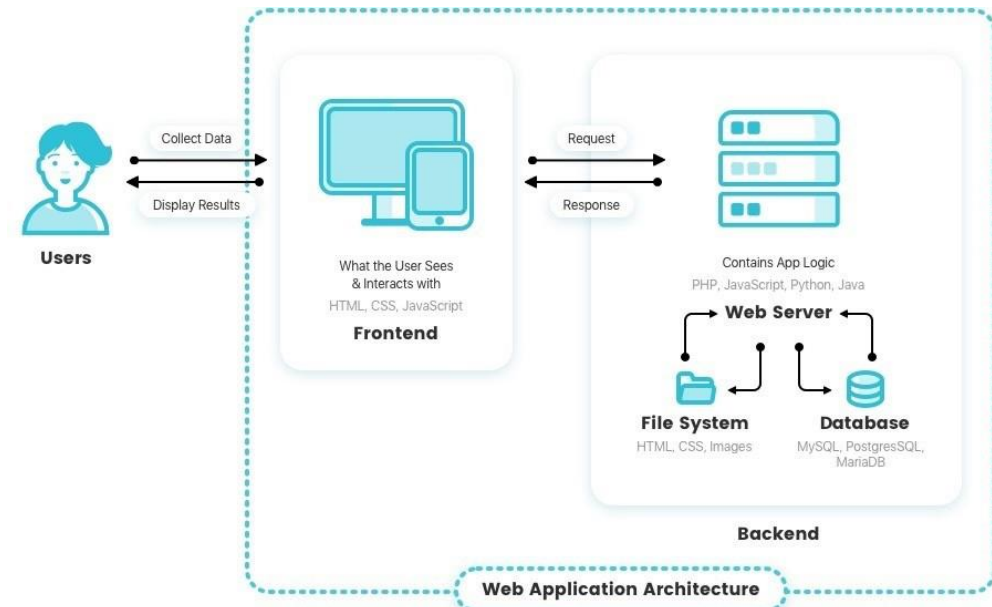 Collect Data
Display Results
Users
What the User Sees
& Interacts with
HTML, CSS, JavaScript
Frontend
Request
Response
Contains App Logic
PHP, JavaScript, Python, Java
Web Server
File System
HTML, CSS, Images
Database
MySQL, PostgresSQL,
MariaDB
Backend
Web Application Architecture